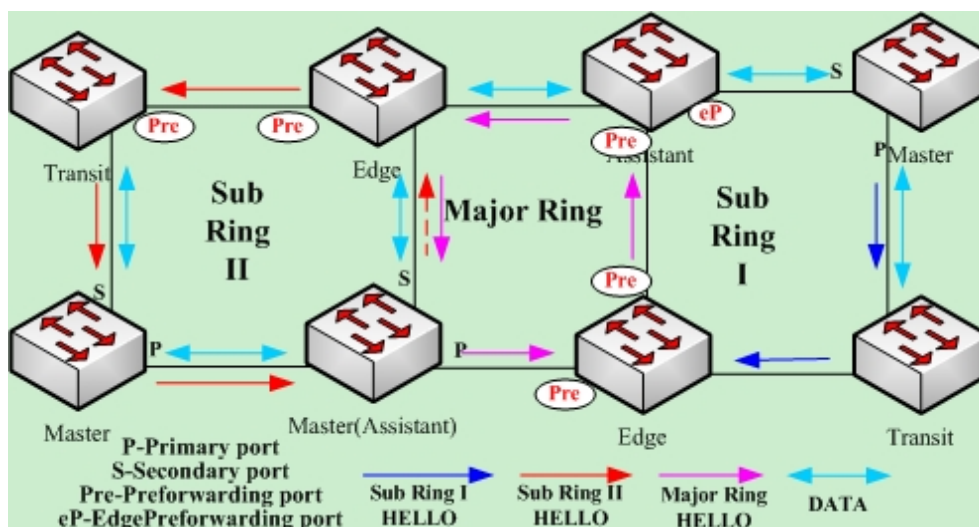 S
Pre
Pre
eP
Pre
Transit
Edge
Assistant
P
Master
Sub
Ring
II
Major Ring
Sub
Ring
I
S
S
Pre
P
P
Pre
Master
Master(Assistant)
Edge
Transit
P-Primary port
S-Secondary port
Pre-Preforwarding port
eP-EdgePreforwarding port
Sub Ring I
HELLO
Sub Ring II
HELLO
Major Ring
HELLO
DATA